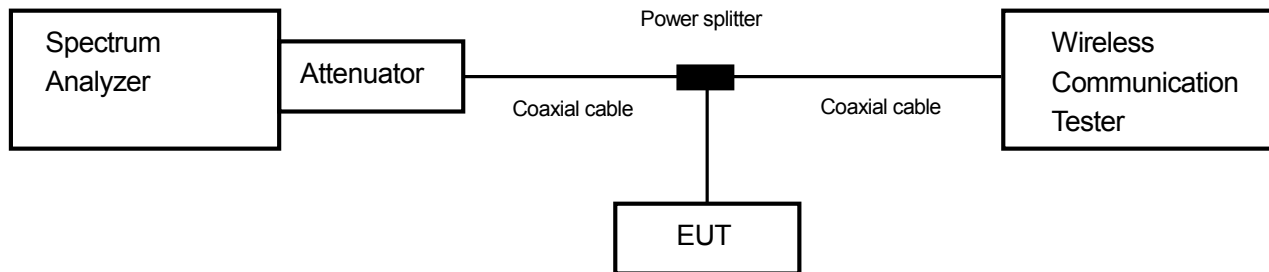 Power splitter
Spectrum
Analyzer
Attenuator
Coaxial cable
Coaxial cable
Wireless
Communication
Tester
EUT